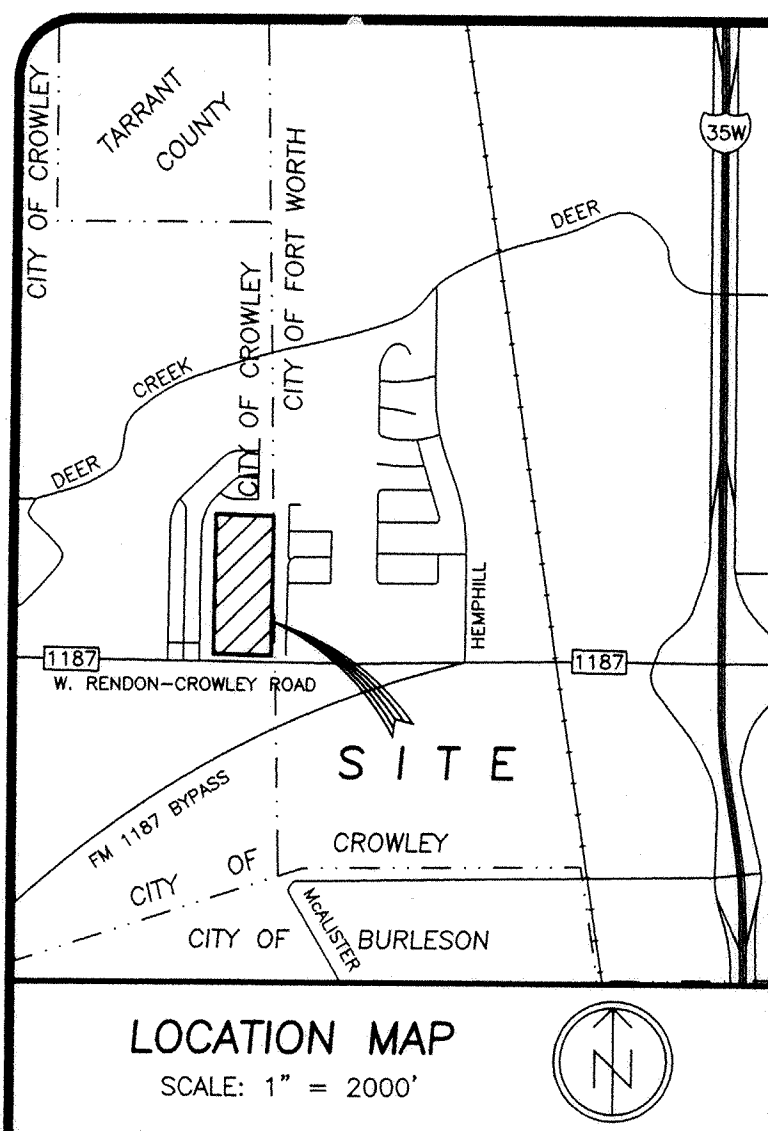 CITY OF CROWLEY
TARRANT
COUNTY
35W
CITY OF FORT WORTH
DEER
CITY OF CROWLEY
CREEK
DEER
HEMPHILL
1187
1187
W. RENDON-CROWLEY ROAD
SITE
FM 1187 BYPASS
CITY OF CROWLEY
McALISTER
CITY OF BURLESON
LOCATION MAP
SCALE: 1" = 2000'
N